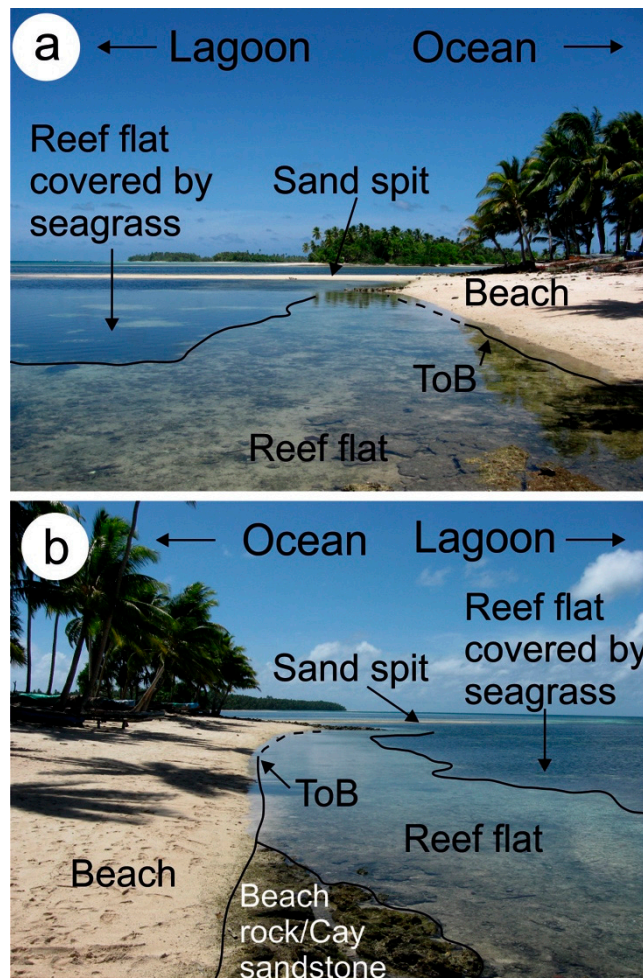 a
Lagoon
Ocean
Reef flat
covered by
seagrass
Sand spit
Beach
ToB
Reef flat
b
Ocean
Lagoon
Reef flat
covered by
seagrass
Sand spit
ToB
Reef flat
Beach
Beach
rock/Cay
sandstone